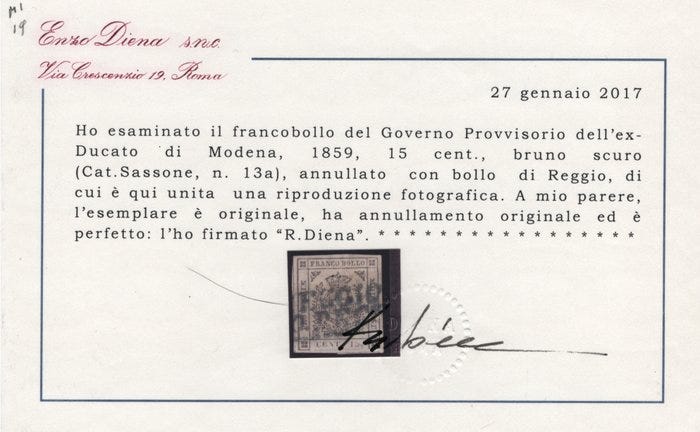 M1
19
Enzo Diena s.n.c.
Via Crescenzio 19, Roma
27 gennaio 2017
Ho esaminato il francobollo del Governo Provvisorio dell'ex-
Ducato di Modena, 1859, 15 cent., bruno scuro
(Cat.Sassone, n. 13a), annullato con bollo di Reggio, di
cui è qui unita una riproduzione fotografica. A mio parere,
l'esemplare è originale, ha annullamento originale ed è
perfetto: l'ho firmato "R.Diena". * * * * * * * * * * * * * * * * *
FRANCO BOLLO